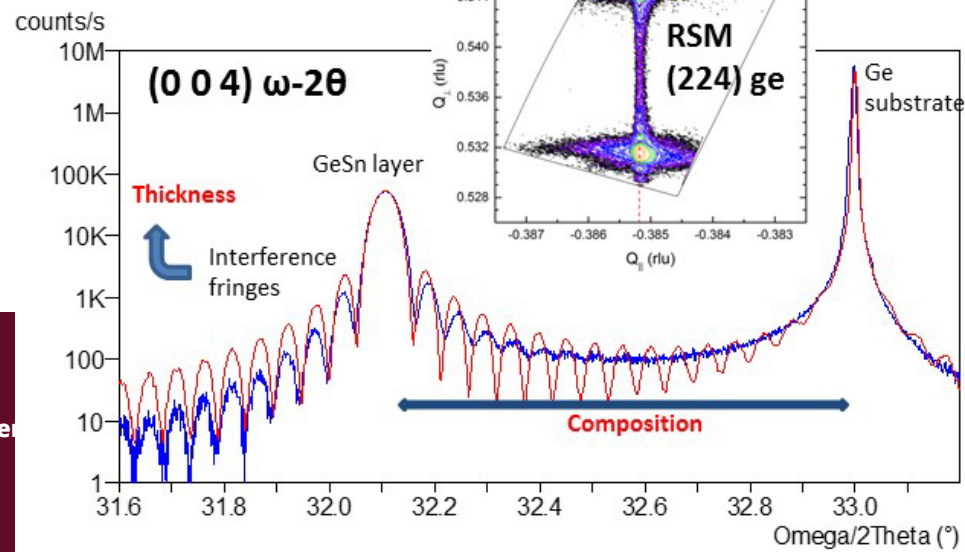 counts/s
10M
1M
100K
10K
1K
100
10
1
(0 0 4) ω-2θ
GeSn layer
Thickness
Interference
fringes
Composition
Ge
substrate
31.6 31.8 32.0 32.2 32.4 32.6 32.8 33.0
Omega/2Theta (°)
RSM
(224) ge
Q⊥ (rlu)
0.540
0.536
0.532
0.528
-0.387 -0.386 -0.385 -0.384 -0.383
Q|| (rlu)